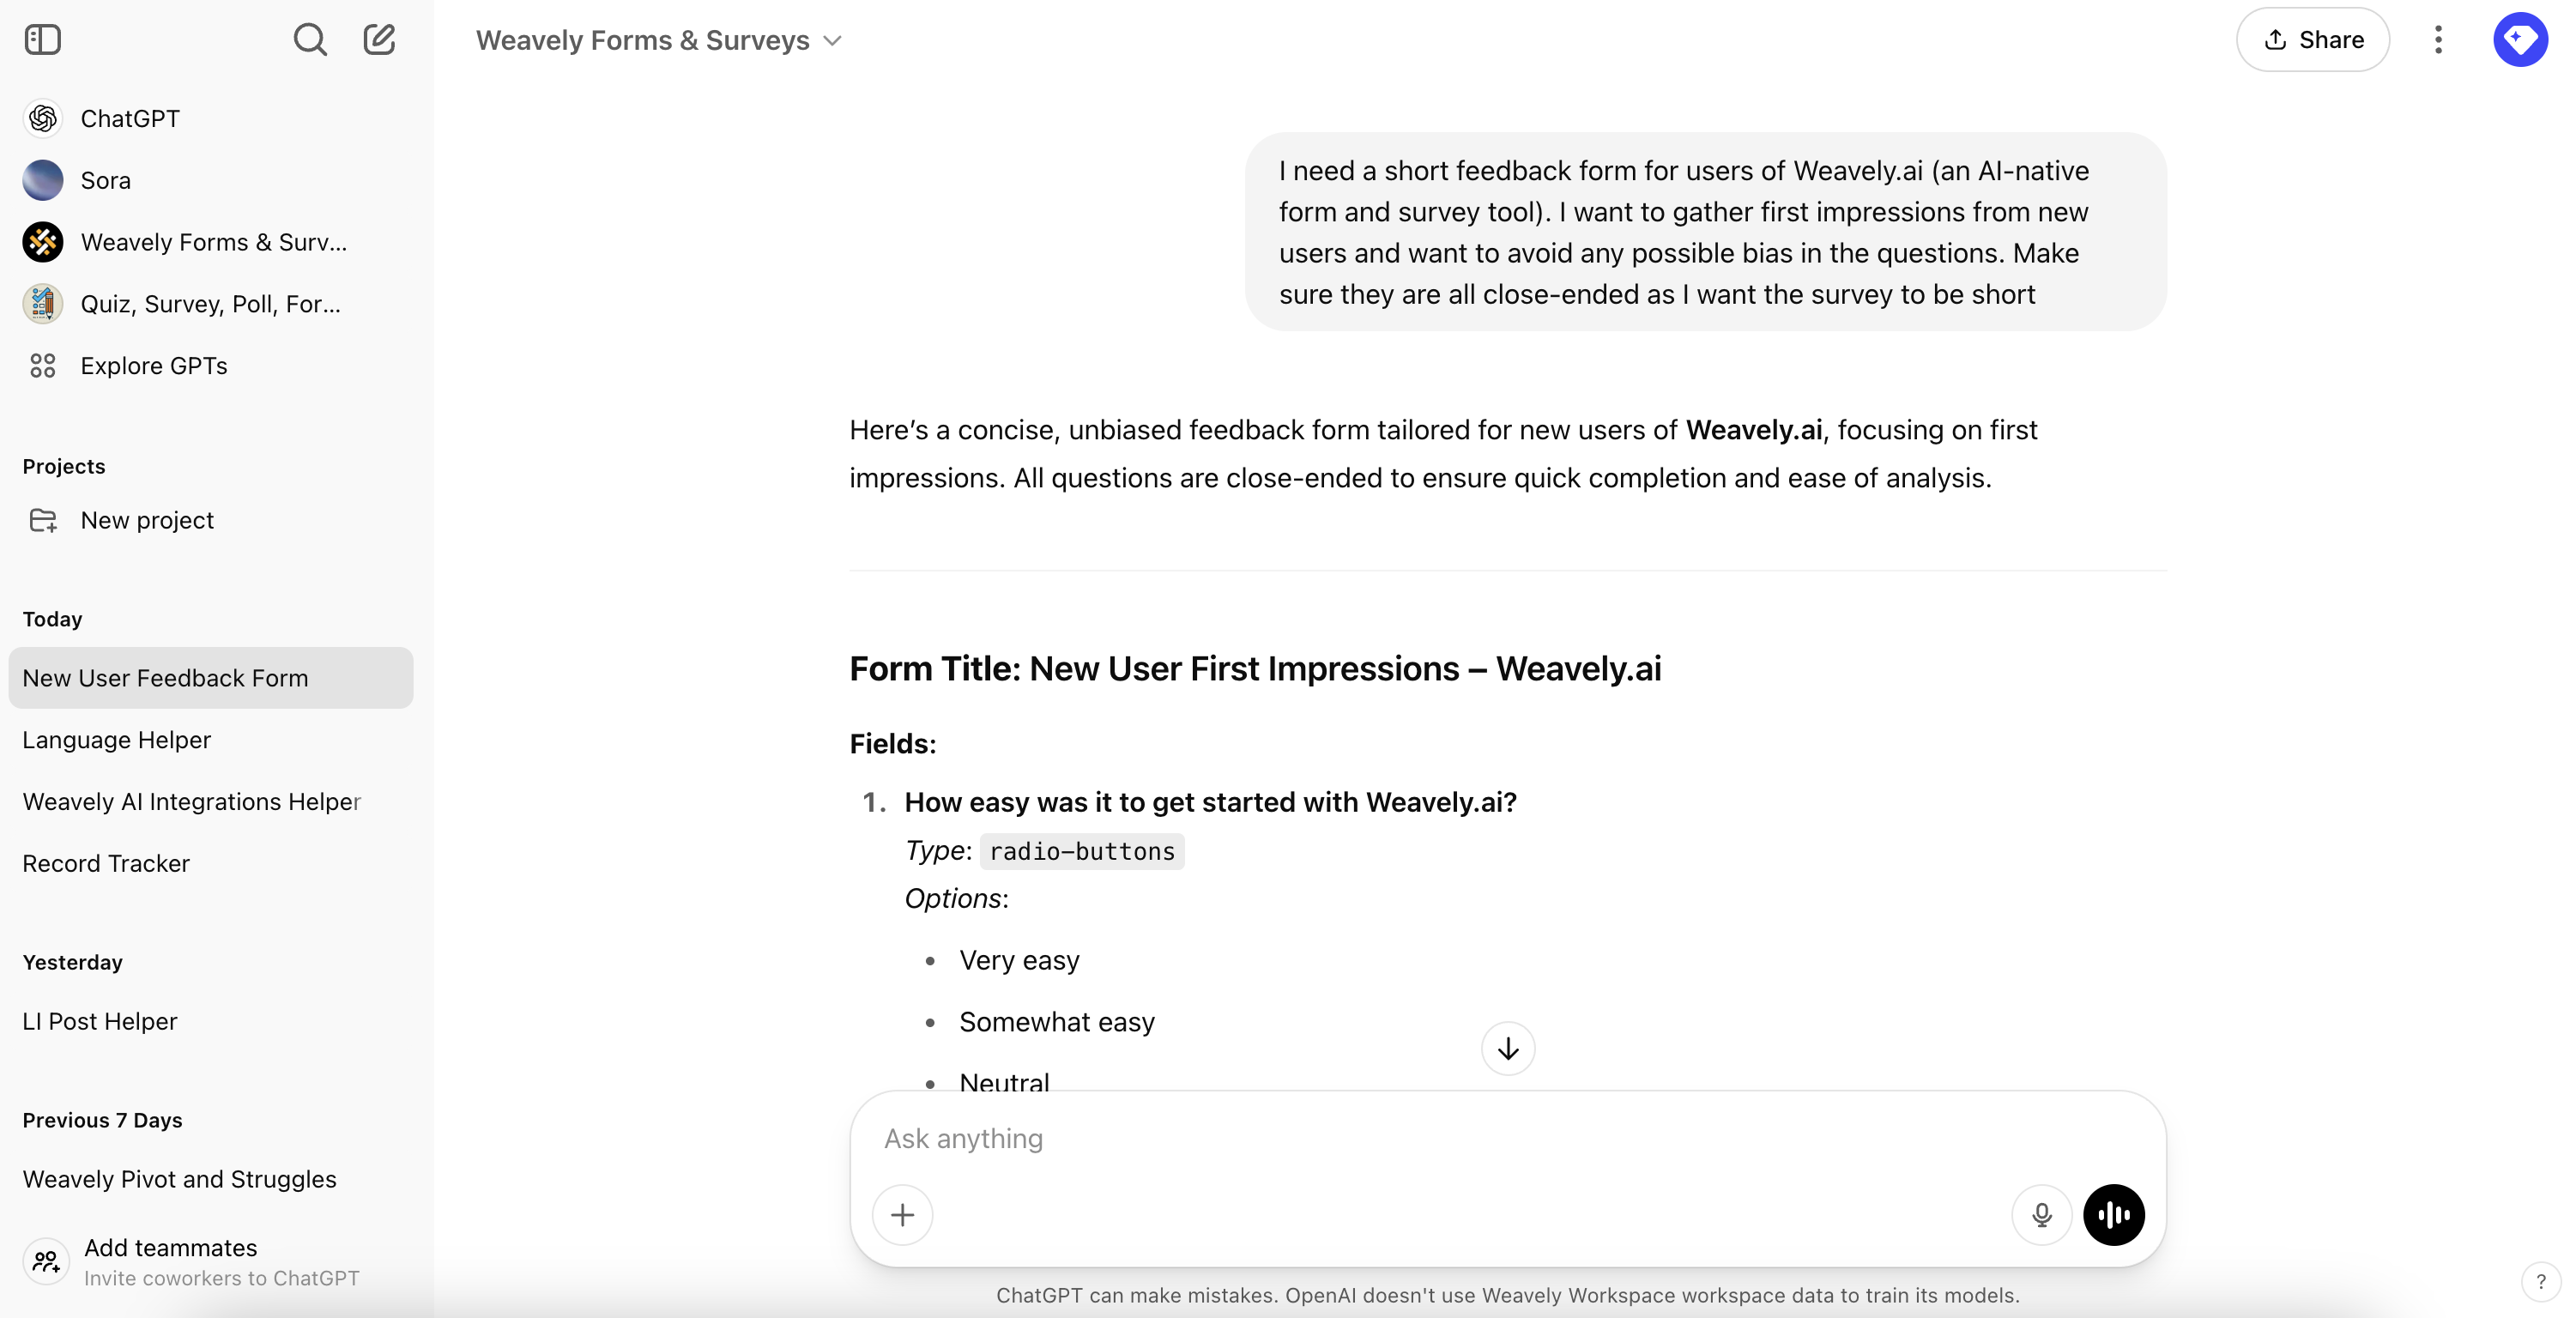 Weavely Forms & Surveys
Share
ChatGPT
Sora
Weavely Forms & Surv...
Quiz, Survey, Poll, For...
Explore GPTs
Projects
New project
Today
New User Feedback Form
Language Helper
Weavely AI Integrations Helper
Record Tracker
Yesterday
LI Post Helper
Previous 7 Days
Weavely Pivot and Struggles
Add teammates
Invite coworkers to ChatGPT
I need a short feedback form for users of Weavely.ai (an AI-native
form and survey tool). I want to gather first impressions from new
users and want to avoid any possible bias in the questions. Make
sure they are all close-ended as I want the survey to be short
Here’s a concise, unbiased feedback form tailored for new users of Weavely.ai, focusing on first
impressions. All questions are close-ended to ensure quick completion and ease of analysis.
Form Title: New User First Impressions – Weavely.ai
Fields:
1. How easy was it to get started with Weavely.ai?
Type: radio-buttons
Options:
• Very easy
• Somewhat easy
• Neutral
Ask anything
ChatGPT can make mistakes. OpenAI doesn't use Weavely Workspace workspace data to train its models.
?